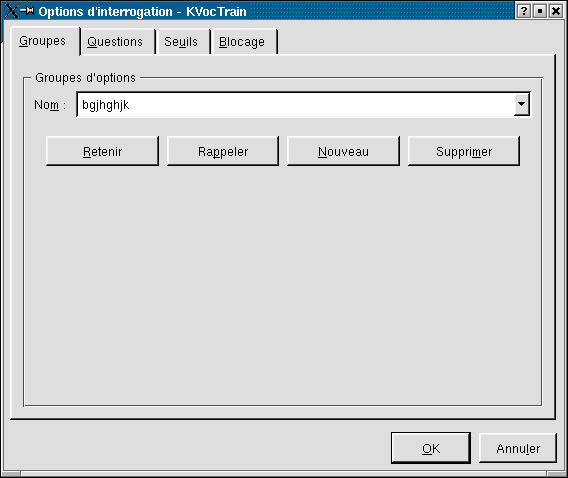 Options d'interrogation - KVocTrain
Groupes Questions Seuils Blocage
Groupes d'options
Nom : bgjhghjk
Retenir Rappeler Nouveau Supprimer
OK Annuler